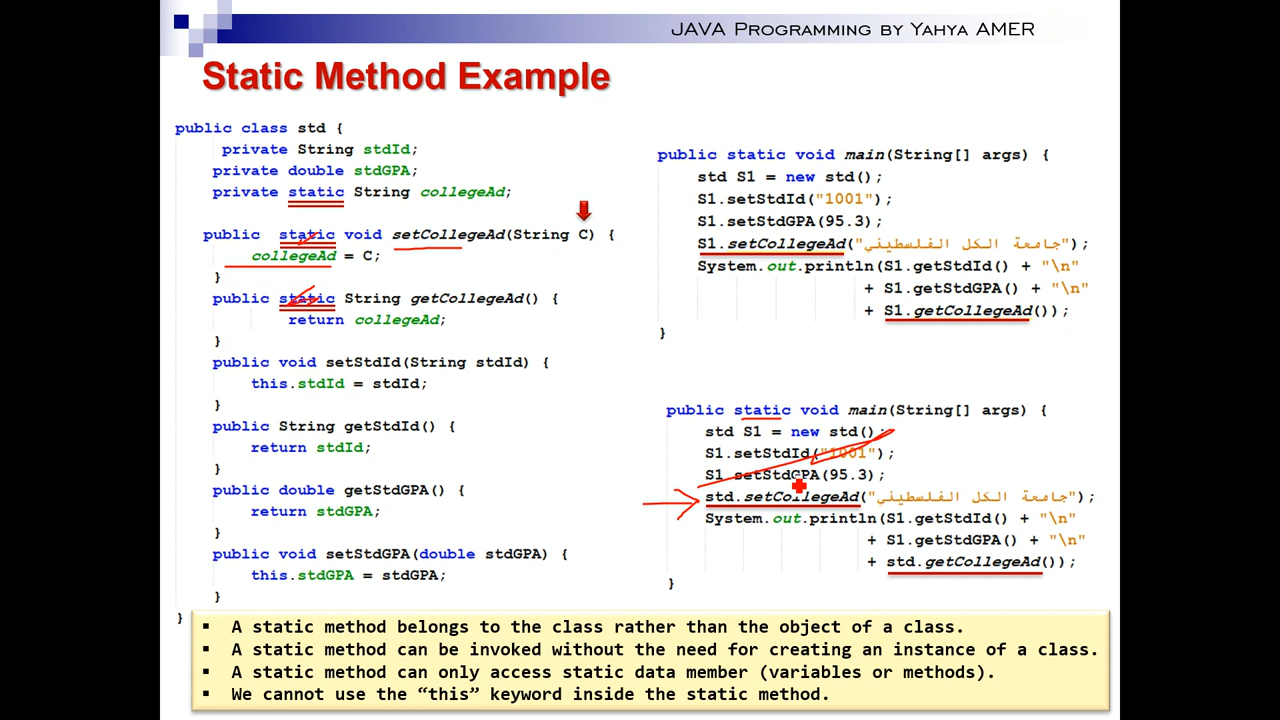 JAVA Programming by Yahya AMER
Static Method Example
public class std {
private String stdId;
private double stdGPA;
private static String collegeAd;
public static void setCollegeAd(String C) {
collegeAd = C;
}
public static String getCollegeAd() {
return collegeAd;
}
public void setStdId(String stdId) {
this.stdId = stdId;
}
public String getStdId() {
return stdId;
}
public double getStdGPA() {
return stdGPA;
}
public void setStdGPA(double stdGPA) {
this.stdGPA = stdGPA;
}
}
public static void main(String[] args) {
std S1 = new std();
S1.setStdId("1001");
S1.setStdGPA(95.3);
S1.setCollegeAd("جامعة الكل الفلسطيني");
System.out.println(S1.getStdId() + "\n"
+ S1.getStdGPA() + "\n"
+ S1.getCollegeAd());
}
public static void main(String[] args) {
std S1 = new std();
S1.setStdId("1001");
S1.setStdGPA(95.3);
std.setCollegeAd("جامعة الكل الفلسطيني");
System.out.println(S1.getStdId() + "\n"
+ S1.getStdGPA() + "\n"
+ std.getCollegeAd());
}
▪ A static method belongs to the class rather than the object of a class.
▪ A static method can be invoked without the need for creating an instance of a class.
▪ A static method can only access static data member (variables or methods).
▪ We cannot use the “this” keyword inside the static method.